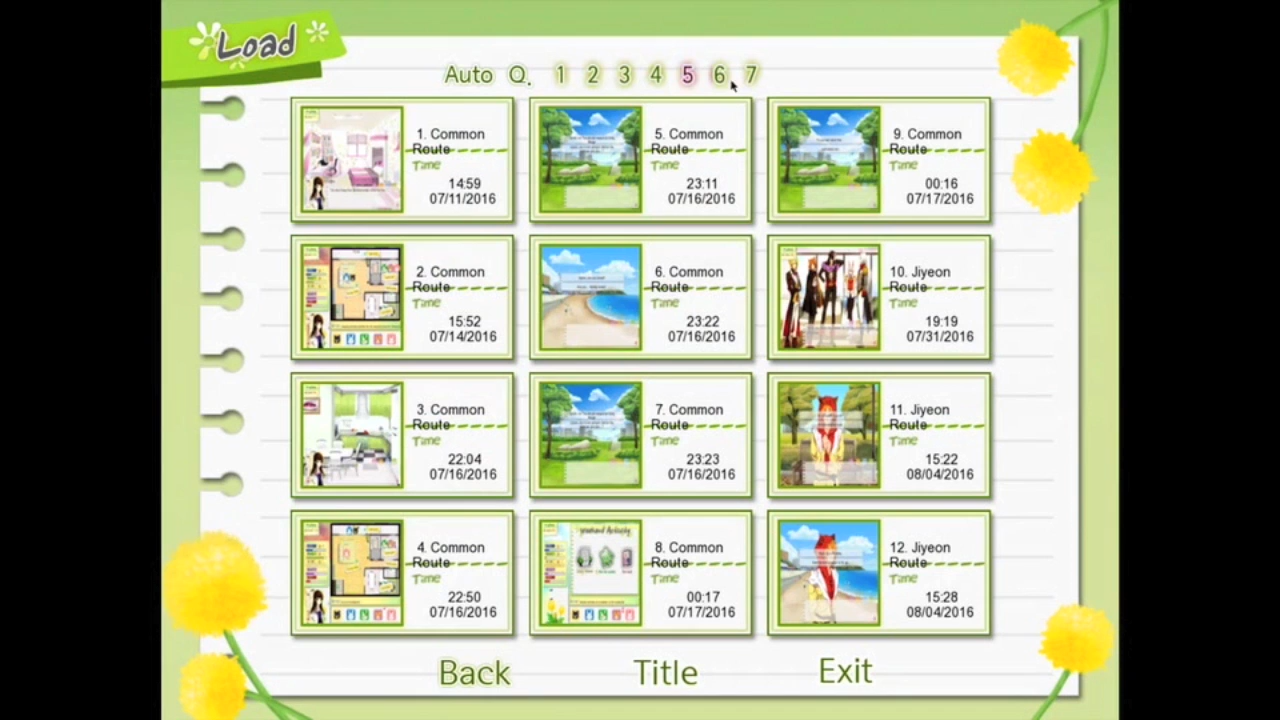 Load
Auto Q. 1 2 3 4 5 6 7
1. Common
Route
Time
14:59
07/11/2016
5. Common
Route
Time
23:11
07/16/2016
9. Common
Route
Time
00:16
07/17/2016
2. Common
Route
Time
15:52
07/14/2016
6. Common
Route
Time
23:22
07/16/2016
10. Jiyeon
Route
Time
19:19
07/31/2016
3. Common
Route
Time
22:04
07/16/2016
7. Common
Route
Time
23:23
07/16/2016
11. Jiyeon
Route
Time
15:22
08/04/2016
4. Common
Route
Time
22:50
07/16/2016
8. Common
Route
Time
00:17
07/17/2016
12. Jiyeon
Route
Time
15:28
08/04/2016
Back Title Exit